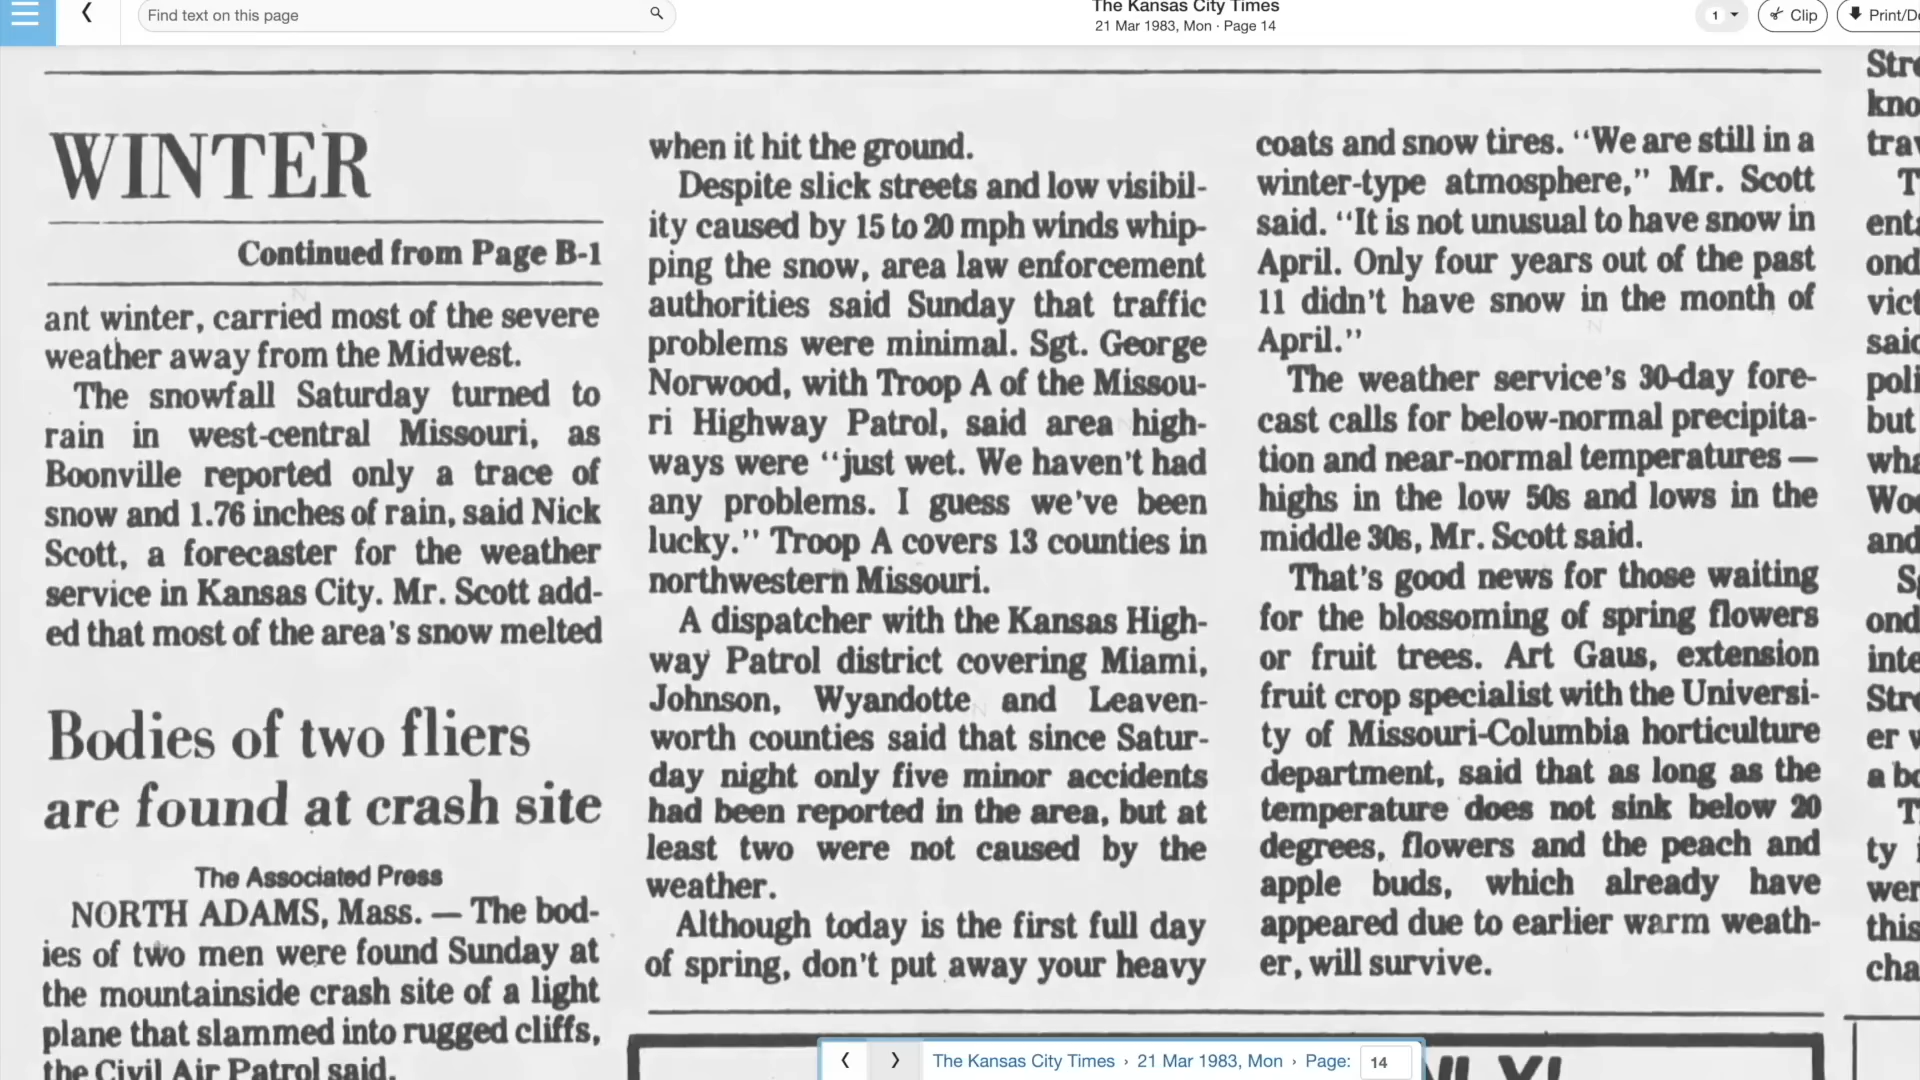 Find text on this page
The Kansas City Times
21 Mar 1983, Mon · Page 14
1
Clip
WINTER
Continued from Page B-1
ant winter, carried most of the severe
weather away from the Midwest.
The snowfall Saturday turned to
rain in west-central Missouri, as
Boonville reported only a trace of
snow and 1.76 inches of rain, said Nick
Scott, a forecaster for the weather
service in Kansas City. Mr. Scott add-
ed that most of the area's snow melted
Bodies of two fliers
are found at crash site
The Associated Press
NORTH ADAMS, Mass. — The bod-
ies of two men were found Sunday at
the mountainside crash site of a light
plane that slammed into rugged cliffs,
the Civil Air Patrol said.
when it hit the ground.
Despite slick streets and low visibil-
ity caused by 15 to 20 mph winds whip-
ping the snow, area law enforcement
authorities said Sunday that traffic
problems were minimal. Sgt. George
Norwood, with Troop A of the Missou-
ri Highway Patrol, said area high-
ways were "just wet. We haven't had
any problems. I guess we've been
lucky." Troop A covers 13 counties in
northwestern Missouri.
A dispatcher with the Kansas High-
way Patrol district covering Miami,
Johnson, Wyandotte and Leaven-
worth counties said that since Satur-
day night only five minor accidents
had been reported in the area, but at
least two were not caused by the
weather.
Although today is the first full day
of spring, don't put away your heavy
coats and snow tires. "We are still in a
winter-type atmosphere," Mr. Scott
said. "It is not unusual to have snow in
April. Only four years out of the past
11 didn't have snow in the month of
April."
The weather service's 30-day fore-
cast calls for below-normal precipita-
tion and near-normal temperatures —
highs in the low 50s and lows in the
middle 30s, Mr. Scott said.
That's good news for those waiting
for the blossoming of spring flowers
or fruit trees. Art Gaus, extension
fruit crop specialist with the Universi-
ty of Missouri-Columbia horticulture
department, said that as long as the
temperature does not sink below 20
degrees, flowers and the peach and
apple buds, which already have
appeared due to earlier warm weath-
er, will survive.
The Kansas City Times › 21 Mar 1983, Mon › Page: 14